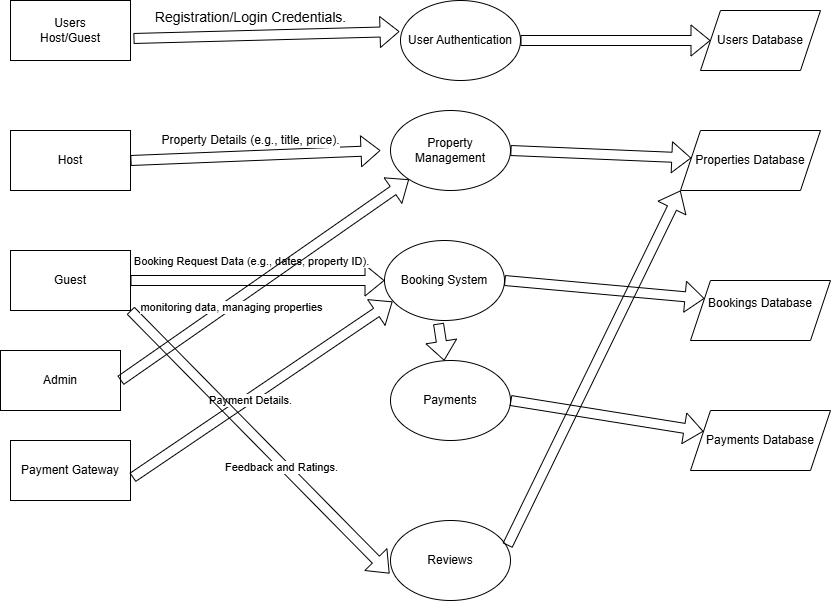 Users
Host/Guest
Registration/Login Credentials.
User Authentication
Users Database
Host
Property Details (e.g., title, price).
Property
Management
Properties Database
Guest
Booking Request Data (e.g., dates, property ID).
Booking System
Bookings Database
monitoring data, managing properties
Admin
Payment Details.
Payments
Payments Database
Payment Gateway
Feedback and Ratings.
Reviews